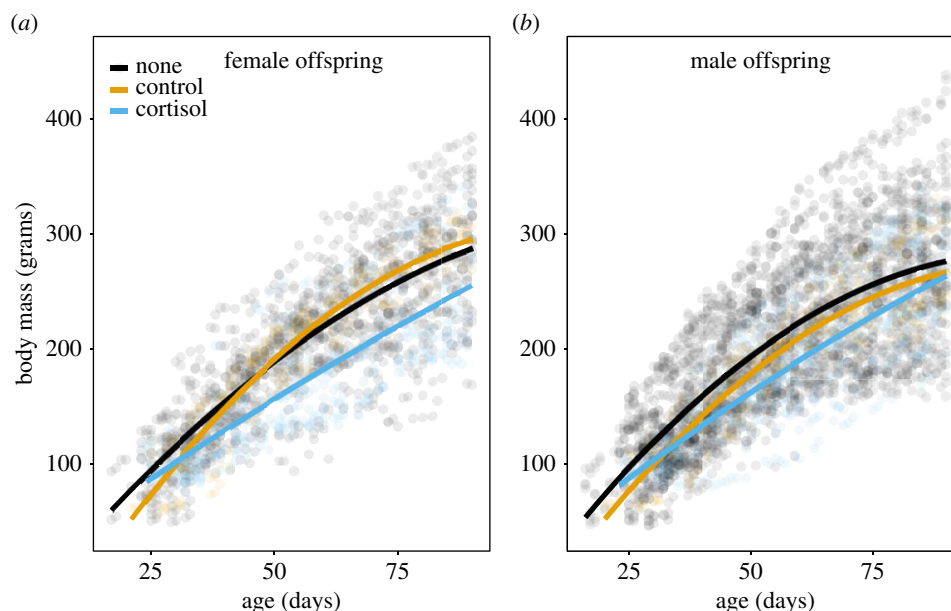 (a)
none
control
cortisol
female offspring
400
300
200
100
body mass (grams)
25 50 75
age (days)
(b)
male offspring
400
300
200
100
25 50 75
age (days)